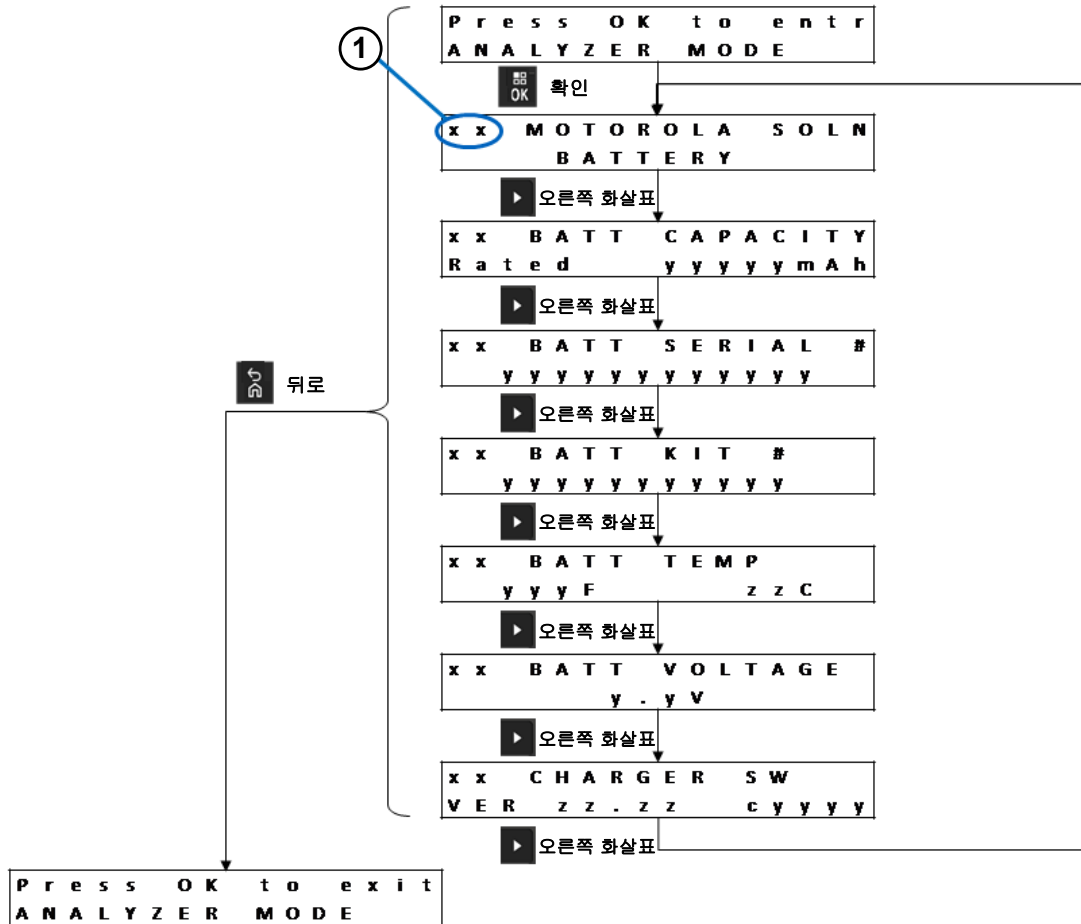 Press OK to entr
ANALYZER MODE
1
OK 확인
xx MOTOROLA SOLN
BATTERY
오른쪽 화살표
xx BATT CAPACITY
Rated yyyyymAh
오른쪽 화살표
xx BATT SERIAL #
yyyyyyyyyyyy
뒤로
오른쪽 화살표
xx BATT KIT #
yyyyyyyyyyy
오른쪽 화살표
xx BATT TEMP
yyyF zzC
오른쪽 화살표
xx BATT VOLTAGE
y.yV
오른쪽 화살표
xx CHARGER SW
VER zz.zz cyyyy
오른쪽 화살표
Press OK to exit
ANALYZER MODE